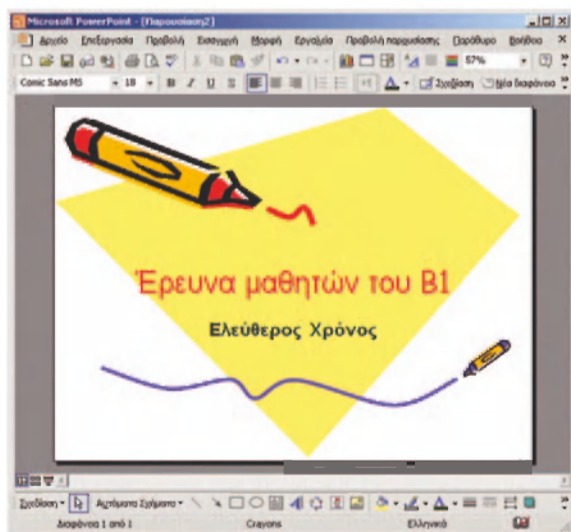 Microsoft PowerPoint - [Παρουσίαση2]
Αρχείο Επεξεργασία Προβολή Εισαγωγή Μορφή Εργαλεία Προβολή παρουσίασης Παράθυρο Βοήθεια
57%
Comic Sans MS 18 B I U S Σχεδίαση Νέα διαφάνεια
Έρευνα μαθητών του Β1
Ελεύθερος Χρόνος
Σχεδίαση Αυτόματα Σχήματα
Διαφάνεια 1 από 1 Crayons Ελληνικά